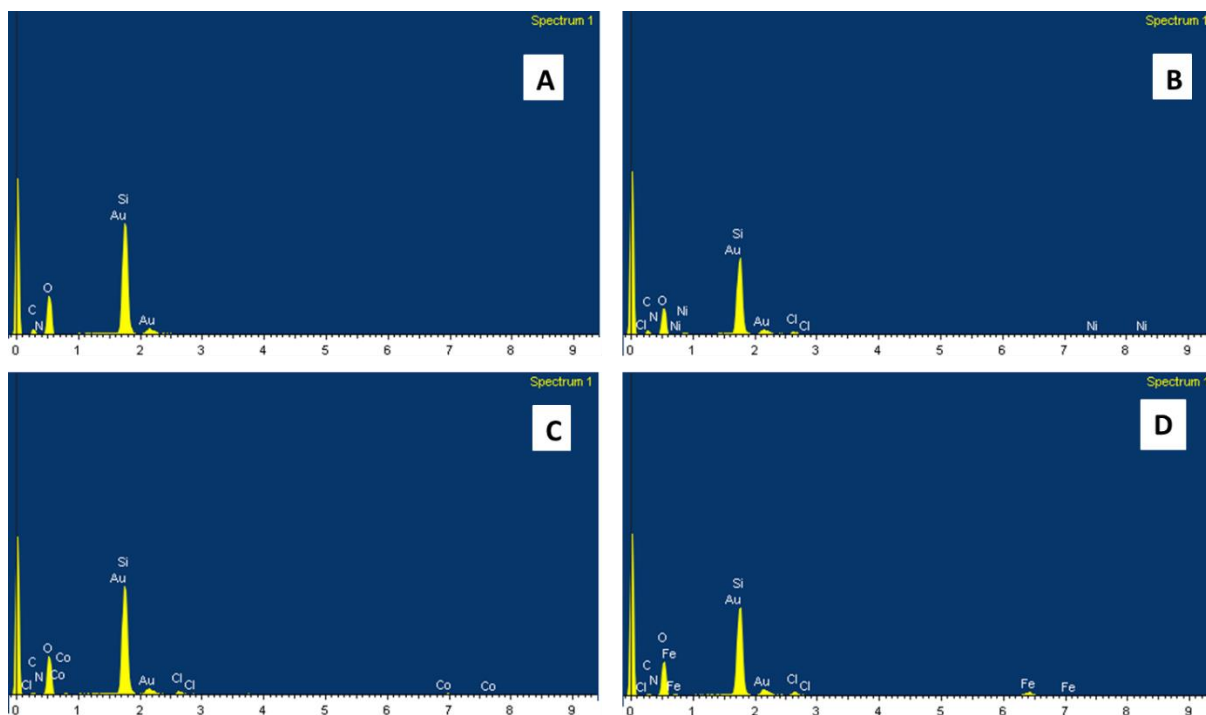 Spectrum 1
A
Si
Au
O
C
N
Au
0 1 2 3 4 5 6 7 8 9
Spectrum 1
B
Si
Au
C O Ni
N
Cl Ni
Au Cl Cl
Ni Ni
0 1 2 3 4 5 6 7 8 9
Spectrum 1
C
Si
Au
O
C Co
N
Cl Co
Au Cl Cl
Co Co
0 1 2 3 4 5 6 7 8 9
Spectrum 1
D
Si
Au
O
C Fe
N
Cl Fe
Au Cl Cl
Fe Fe
0 1 2 3 4 5 6 7 8 9